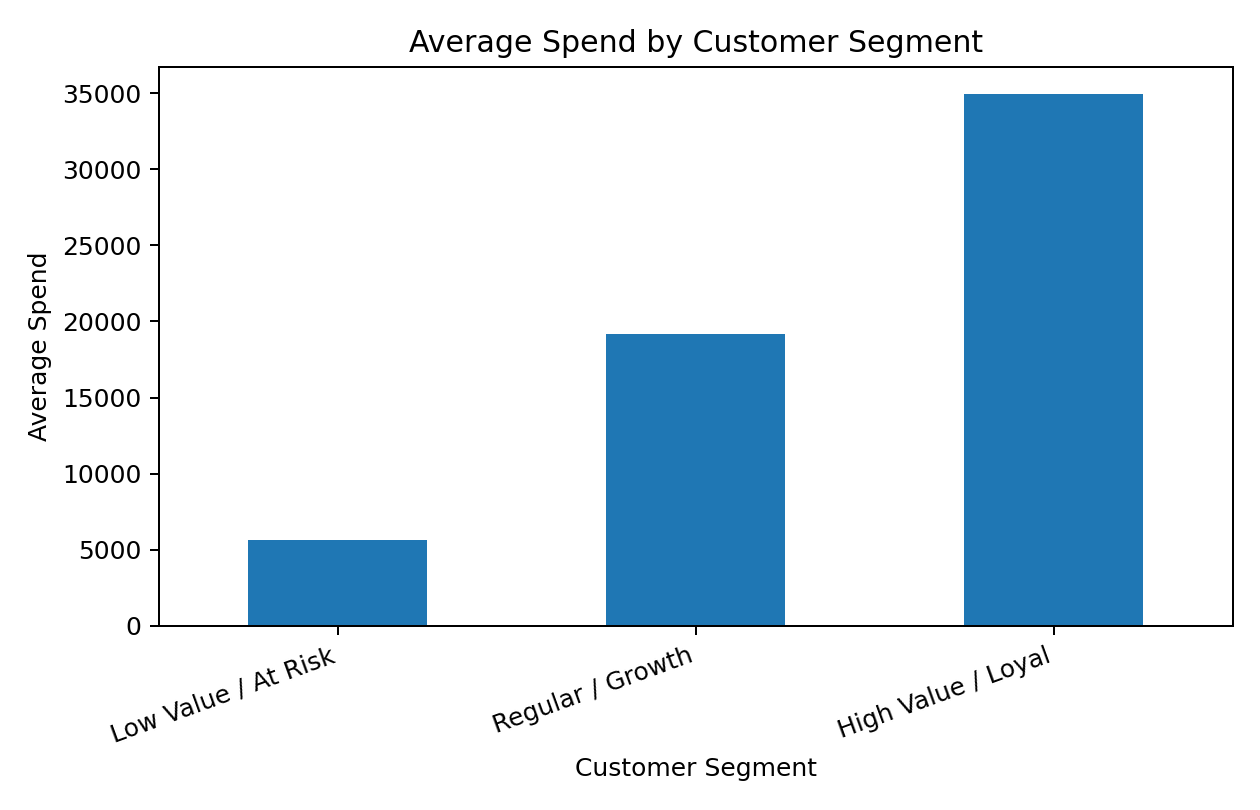 Average Spend by Customer Segment
35000
30000
25000
20000
15000
10000
5000
0
Average Spend
Low Value / At Risk
Regular / Growth
High Value / Loyal
Customer Segment